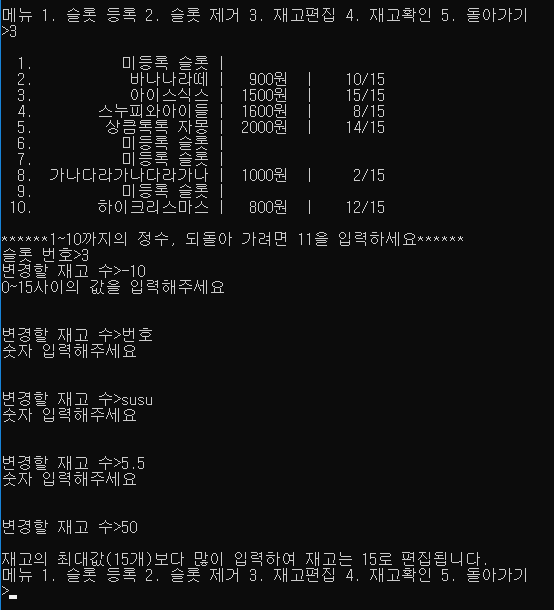 메뉴 1. 슬롯 등록 2. 슬롯 제거 3. 재고편집 4. 재고확인 5. 돌아가기
>3
1. 미등록 슬롯 |
2. 바나나라떼 | 900원 | 10/15
3. 아이스식스 | 1500원 | 15/15
4. 스누피와아이들 | 1600원 | 8/15
5. 상큼톡톡 자몽 | 2000원 | 14/15
6. 미등록 슬롯 |
7. 미등록 슬롯 |
8. 가나다라가나다라가나 | 1000원 | 2/15
9. 미등록 슬롯 |
10. 하이크리스마스 | 800원 | 12/15
******1~10까지의 정수, 되돌아 가려면 11을 입력하세요******
슬롯 번호>3
변경할 재고 수>-10
0~15사이의 값을 입력해주세요
변경할 재고 수>번호
숫자 입력해주세요
변경할 재고 수>susu
숫자 입력해주세요
변경할 재고 수>5.5
숫자 입력해주세요
변경할 재고 수>50
재고의 최대값(15개)보다 많이 입력하여 재고는 15로 편집됩니다.
메뉴 1. 슬롯 등록 2. 슬롯 제거 3. 재고편집 4. 재고확인 5. 돌아가기
>